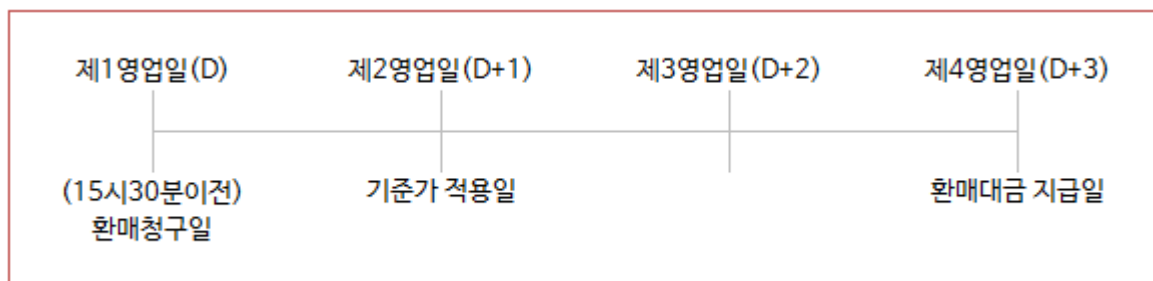 제1영업일(D) 제2영업일(D+1) 제3영업일(D+2) 제4영업일(D+3)
(15시30분이전) 기준가 적용일 환매대금 지급일
환매청구일